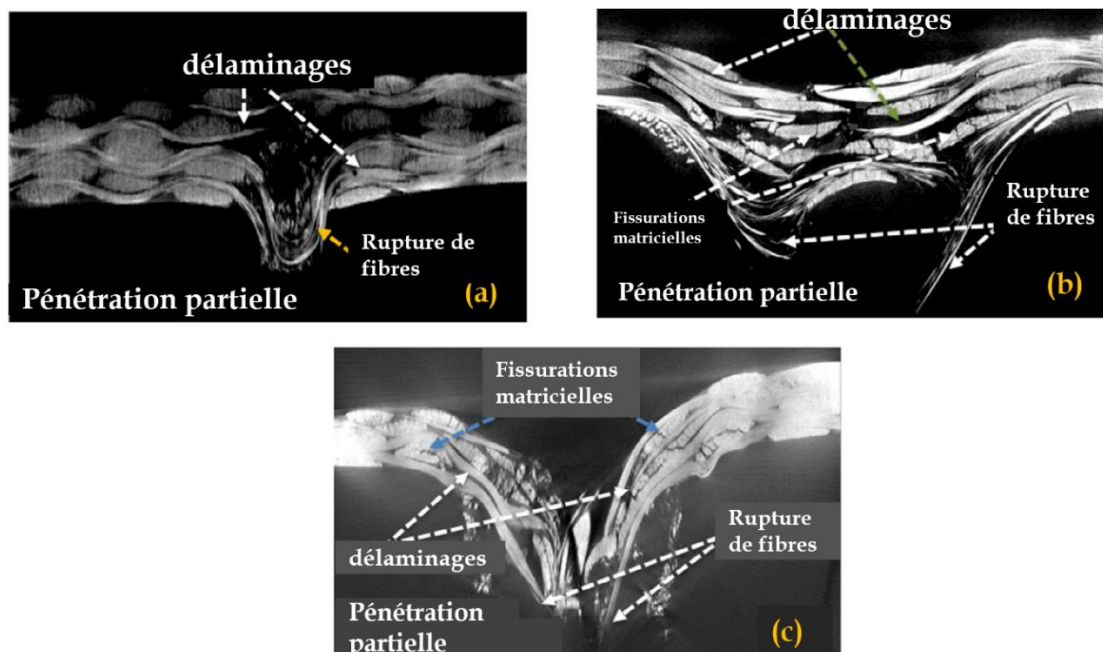 délaminages
Rupture de
fibres
Pénétration partielle
(a)
délaminages
Fissurations
matricielles
Rupture
de fibres
Pénétration partielle
(b)
Fissurations
matricielles
délaminages
Rupture
de fibres
Pénétration
partielle
(c)